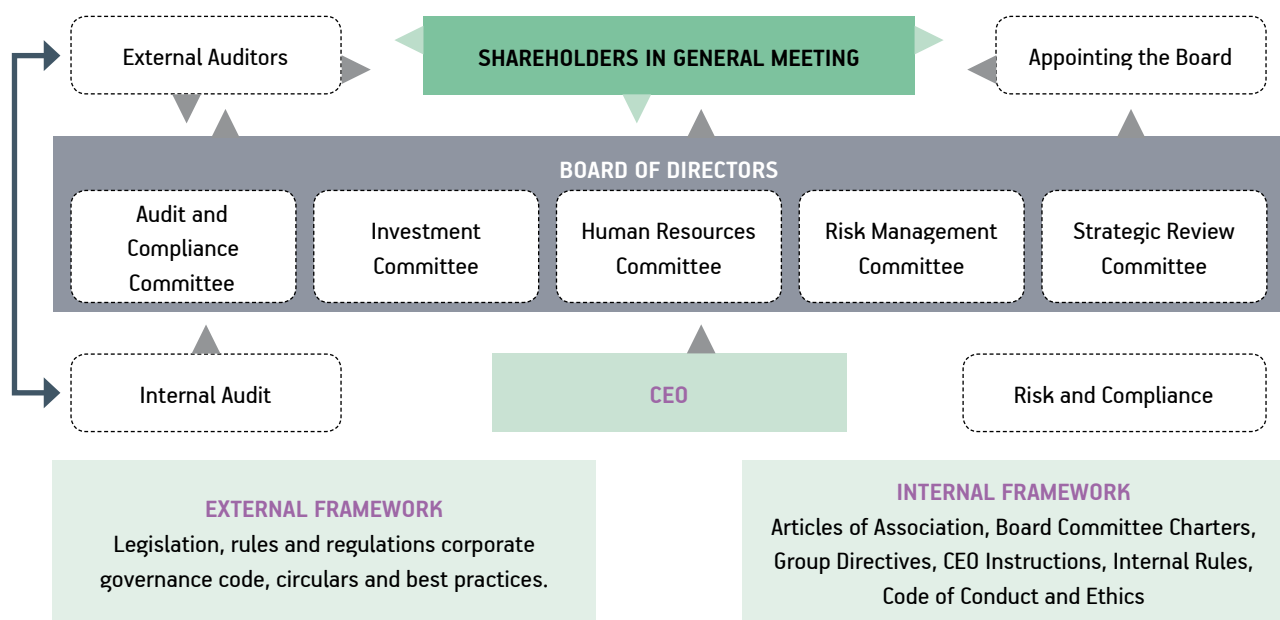 External Auditors
SHAREHOLDERS IN GENERAL MEETING
Appointing the Board
BOARD OF DIRECTORS
Audit and
Compliance
Committee
Investment
Committee
Human Resources
Committee
Risk Management
Committee
Strategic Review
Committee
Internal Audit
CEO
Risk and Compliance
EXTERNAL FRAMEWORK
Legislation, rules and regulations corporate
governance code, circulars and best practices.
INTERNAL FRAMEWORK
Articles of Association, Board Committee Charters,
Group Directives, CEO Instructions, Internal Rules,
Code of Conduct and Ethics